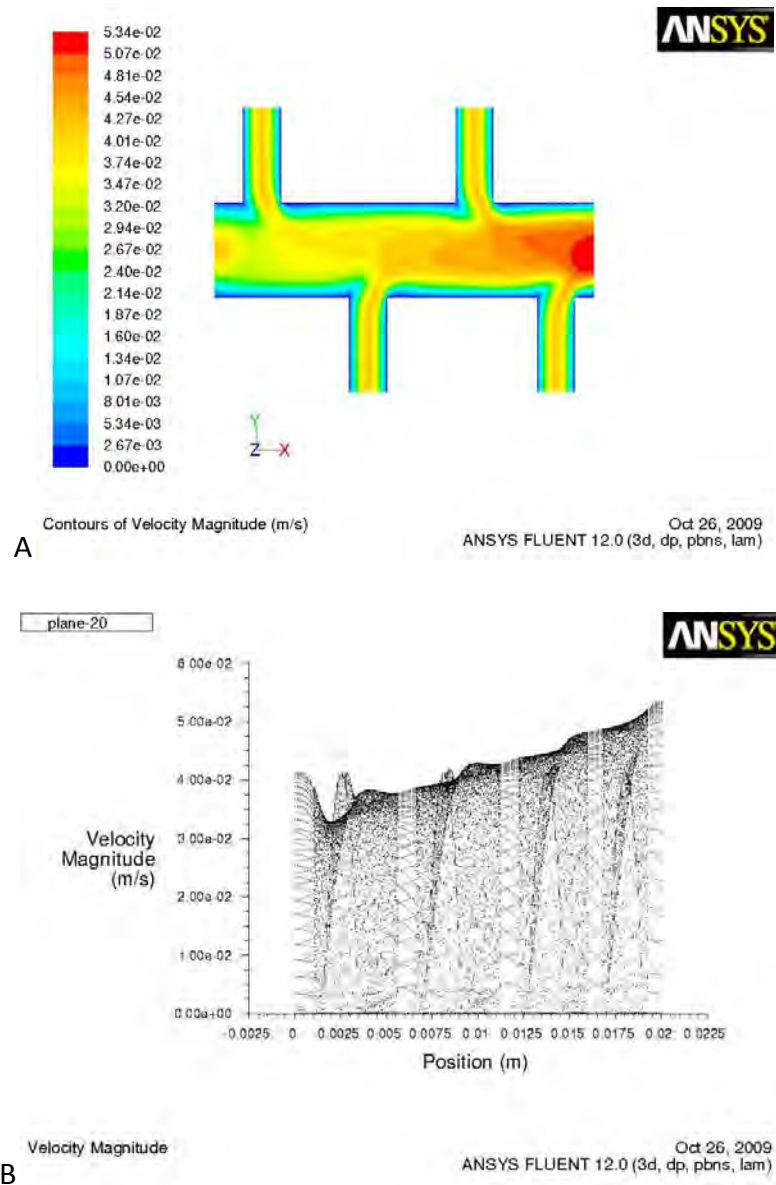 ANSYS
5.34e-02
5.07e-02
4.81e-02
4.54e-02
4.27e-02
4.01e-02
3.74e-02
3.47e-02
3.20e-02
2.94e-02
2.67e-02
2.40e-02
2.14e-02
1.87e-02
1.60e-02
1.34e-02
1.07e-02
8.01e-03
5.34e-03
2.67e-03
0.00e+00
Y
Z X
Contours of Velocity Magnitude (m/s)
Oct 26, 2009
ANSYS FLUENT 12.0 (3d, dp, pbns, lam)
A
plane-20
ANSYS
6.00e-02
5.00e-02
4.00e-02
3.00e-02
2.00e-02
1.00e-02
0.00e+00
Velocity
Magnitude
(m/s)
-0.0025 0 0.0025 0.005 0.0075 0.01 0.0125 0.015 0.0175 0.02 0.0225
Position (m)
Velocity Magnitude
Oct 26, 2009
ANSYS FLUENT 12.0 (3d, dp, pbns, lam)
B